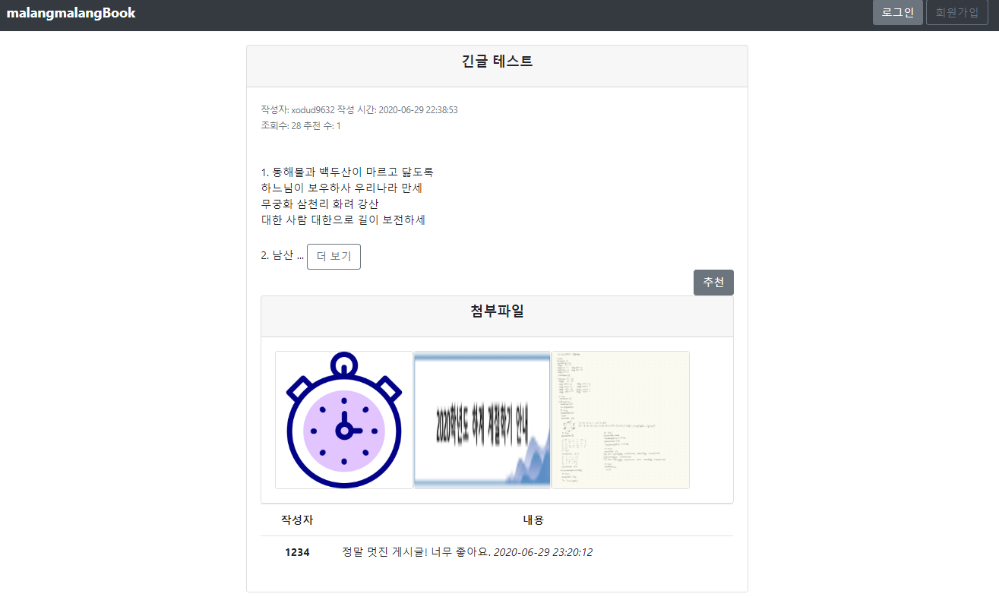 malangmalangBook
로그인 회원가입
긴글 테스트
작성자: xodud9632 작성 시간: 2020-06-29 22:38:53
조회수: 28 추천 수: 1
1. 동해물과 백두산이 마르고 닳도록
하느님이 보우하사 우리나라 만세
무궁화 삼천리 화려 강산
대한 사람 대한으로 길이 보전하세
2. 남산 ... 더 보기
추천
첨부파일
2020학년도 하계 계절학기 안내
작성자 내용
1234 정말 멋진 게시글! 너무 좋아요. 2020-06-29 23:20:12